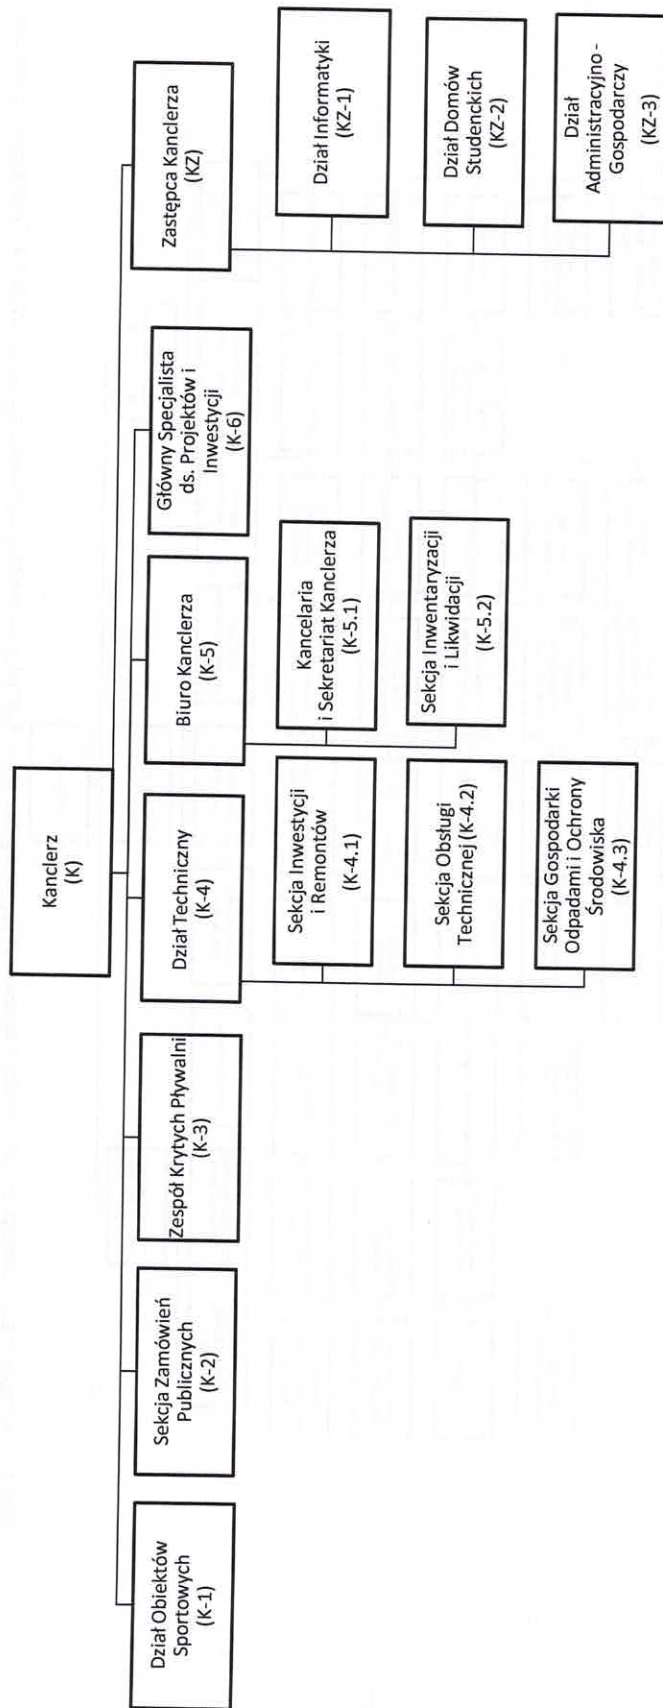 Kanclerz
(K)
Dział Obiektów
Sportowych
(K-1)
Sekcja Zamówień
Publicznych
(K-2)
Zespół Krytych Pływalni
(K-3)
Dział Techniczny
(K-4)
Sekcja Inwestycji
i Remontów
(K-4.1)
Sekcja Obsługi
Technicznej (K-4.2)
Sekcja Gospodarki
Odpadami i Ochrony
Środowiska
(K-4.3)
Biuro Kanclerza
(K-5)
Kancelaria
i Sekretariat Kanclerza
(K-5.1)
Sekcja Inwentaryzacji
i Likwidacji
(K-5.2)
Główny Specjalista
ds. Projektów i
Inwestycji
(K-6)
Zastępca Kanclerza
(KZ)
Dział Informatyki
(KZ-1)
Dział Domów
Studenckich
(KZ-2)
Dział
Administracyjno -
Gospodarczy
(KZ-3)